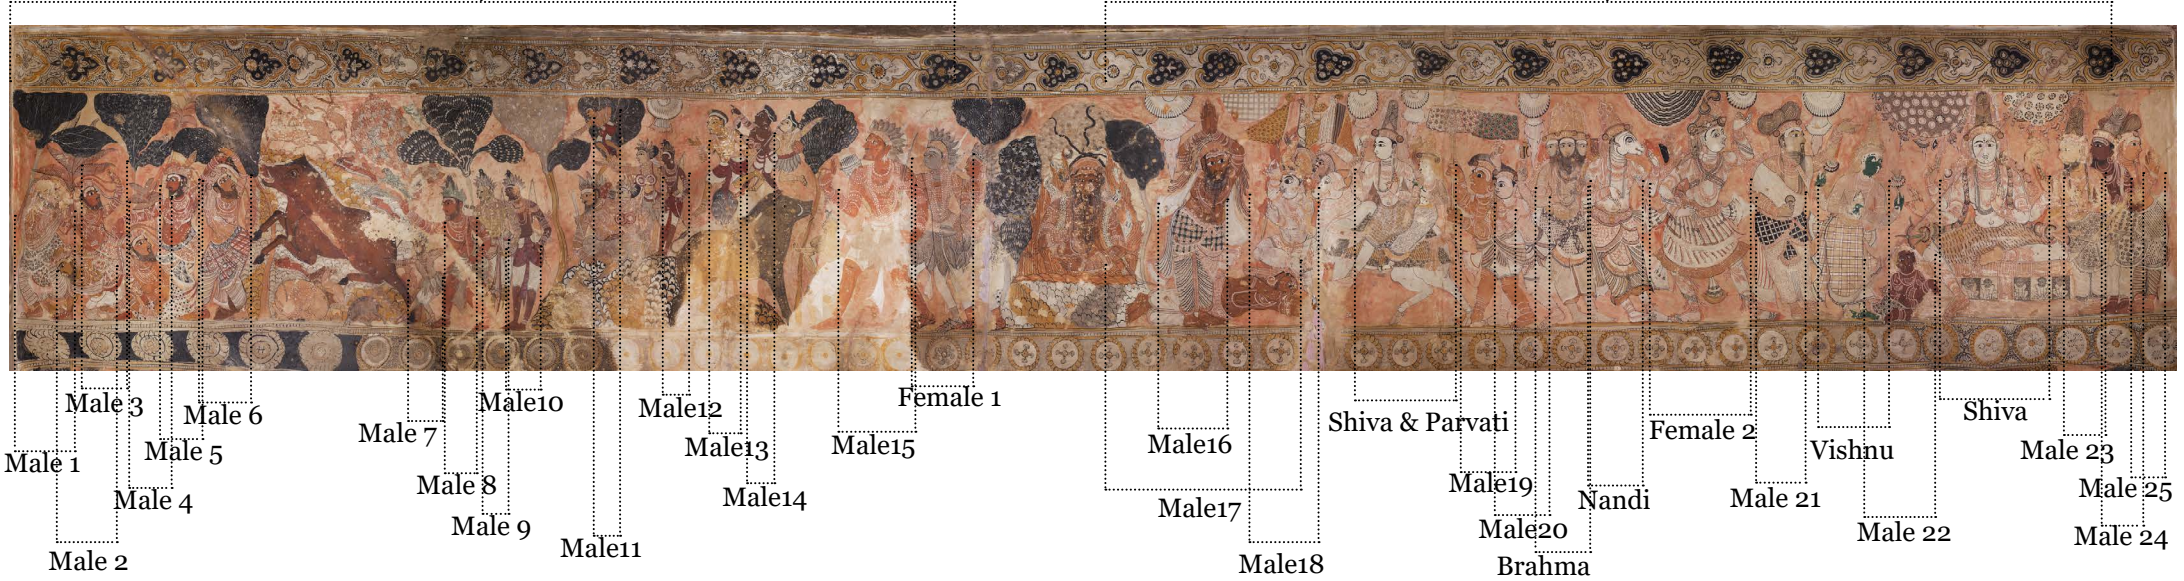 Male 1
Male 2
Male 3
Male 4
Male 5
Male 6
Male 7
Male 8
Male 9
Male10
Male11
Male12
Male13
Male14
Male15
Female 1
Male16
Male17
Male18
Shiva & Parvati
Male19
Male20
Brahma
Nandi
Female 2
Male 21
Vishnu
Male 22
Shiva
Male 23
Male 24
Male 25